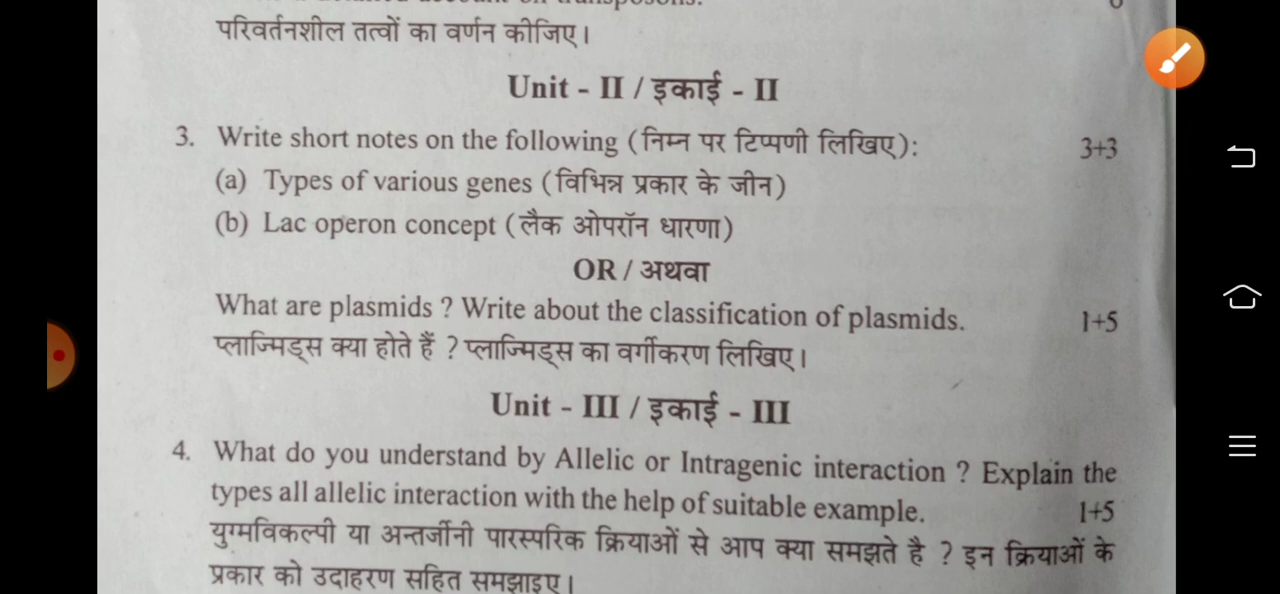 परिवर्तनशील तत्वों का वर्णन कीजिए।
Unit - II / इकाई - II
3. Write short notes on the following (निम्न पर टिप्पणी लिखिए): 3+3
(a) Types of various genes (विभिन्न प्रकार के जीन)
(b) Lac operon concept (लैक ओपरॉन धारणा)
OR / अथवा
What are plasmids ? Write about the classification of plasmids. 1+5
प्लाज्मिड्स क्या होते हैं ? प्लाज्मिड्स का वर्गीकरण लिखिए।
Unit - III / इकाई - III
4. What do you understand by Allelic or Intragenic interaction ? Explain the
types all allelic interaction with the help of suitable example. 1+5
युग्मविकल्पी या अन्तर्जीनी पारस्परिक क्रियाओं से आप क्या समझते है ? इन क्रियाओं के
प्रकार को उदाहरण सहित समझाइए।